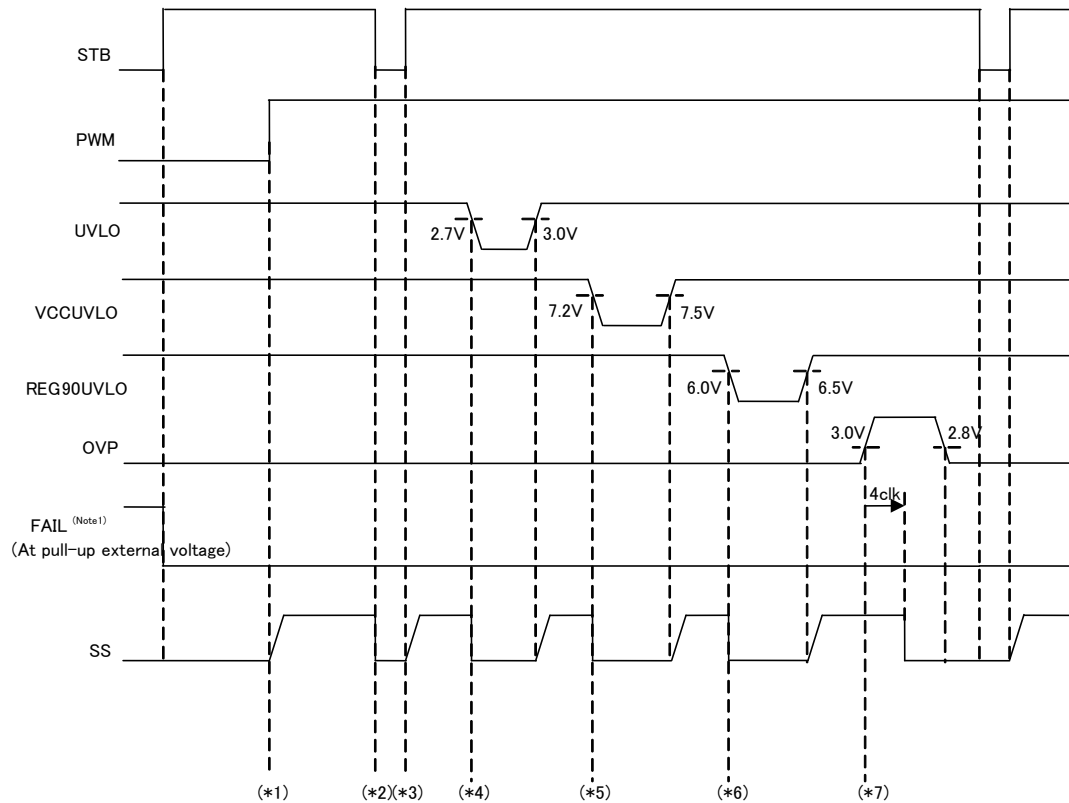 STB
PWM
UVLO
2.7V
3.0V
VCCUVLO
7.2V
7.5V
REG90UVLO
6.0V
6.5V
OVP
3.0V
2.8V
4clk
FAIL (Note1)
(At pull-up external voltage)
SS
(*1) (*2)(*3) (*4) (*5) (*6) (*7)